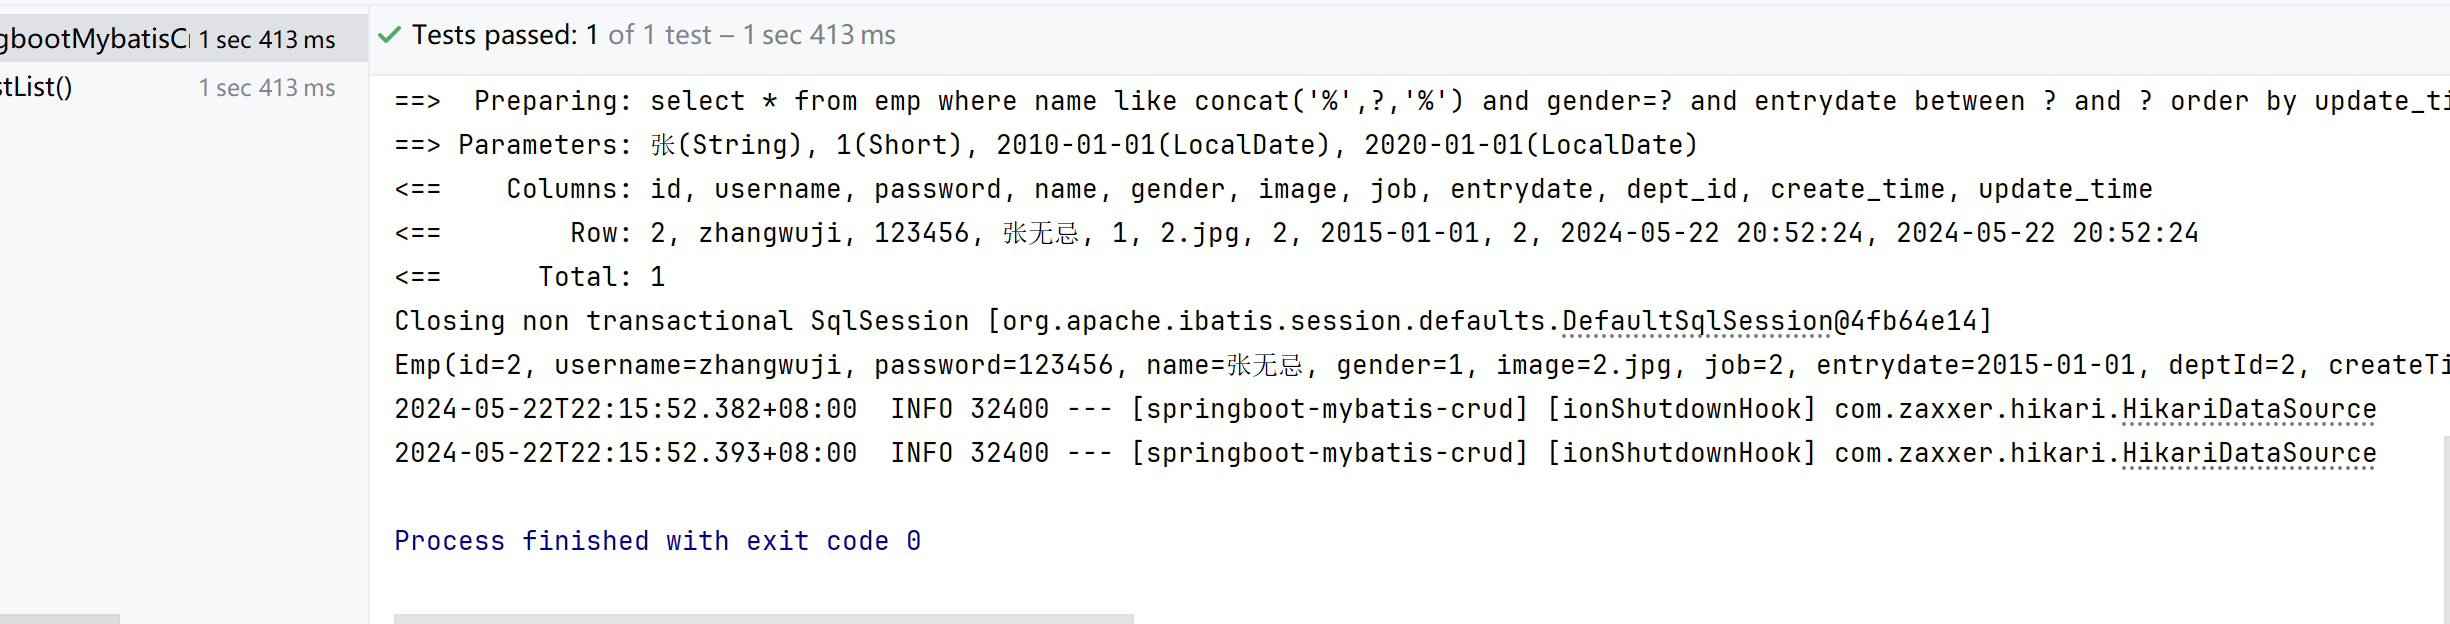 gbootMybatisC 1 sec 413 ms
tList() 1 sec 413 ms
Tests passed: 1 of 1 test – 1 sec 413 ms
==>  Preparing: select * from emp where name like concat('%',?,'%') and gender=? and entrydate between ? and ? order by update_ti
==> Parameters: 张(String), 1(Short), 2010-01-01(LocalDate), 2020-01-01(LocalDate)
<==    Columns: id, username, password, name, gender, image, job, entrydate, dept_id, create_time, update_time
<==        Row: 2, zhangwuji, 123456, 张无忌, 1, 2.jpg, 2, 2015-01-01, 2, 2024-05-22 20:52:24, 2024-05-22 20:52:24
<==      Total: 1
Closing non transactional SqlSession [org.apache.ibatis.session.defaults.DefaultSqlSession@4fb64e14]
Emp(id=2, username=zhangwuji, password=123456, name=张无忌, gender=1, image=2.jpg, job=2, entrydate=2015-01-01, deptId=2, createTi
2024-05-22T22:15:52.382+08:00  INFO 32400 --- [springboot-mybatis-crud] [ionShutdownHook] com.zaxxer.hikari.HikariDataSource
2024-05-22T22:15:52.393+08:00  INFO 32400 --- [springboot-mybatis-crud] [ionShutdownHook] com.zaxxer.hikari.HikariDataSource
Process finished with exit code 0